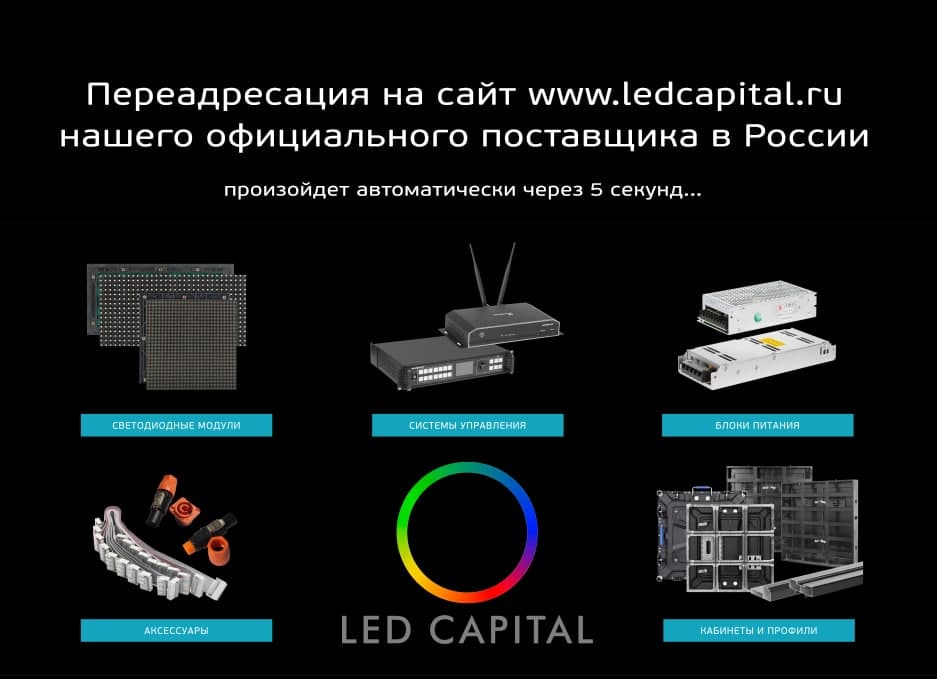 Переадресация на сайт www.ledcapital.ru
нашего официального поставщика в России
произойдет автоматически через 5 секунд...
СВЕТОДИОДНЫЕ МОДУЛИ
СИСТЕМЫ УПРАВЛЕНИЯ
БЛОКИ ПИТАНИЯ
АКСЕССУАРЫ
LED CAPITAL
КАБИНЕТЫ И ПРОФИЛИ